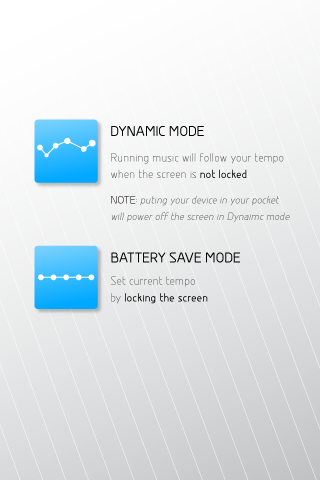 DYNAMIC MODE
Running music will follow your tempo
when the screen is not locked
NOTE: puting your device in your pocket
will power off the screen in Dynaimc mode
BATTERY SAVE MODE
Set current tempo
by locking the screen